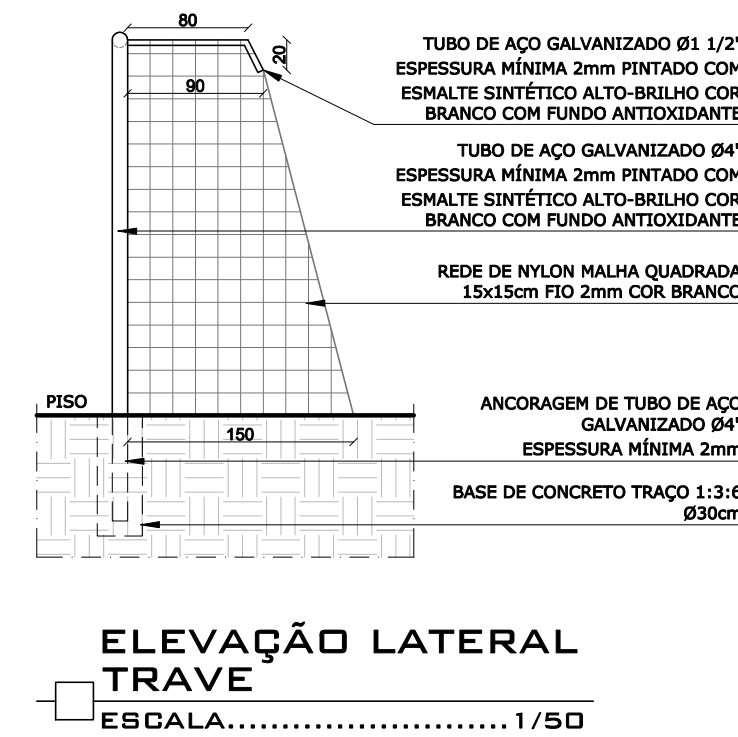 80
20
TUBO DE AÇO GALVANIZADO Ø1 1/2"
ESPESSURA MÍNIMA 2mm PINTADO COM
ESMALTE SINTÉTICO ALTO-BRILHO COR
BRANCO COM FUNDO ANTIOXIDANTE
90
TUBO DE AÇO GALVANIZADO Ø4"
ESPESSURA MÍNIMA 2mm PINTADO COM
ESMALTE SINTÉTICO ALTO-BRILHO COR
BRANCO COM FUNDO ANTIOXIDANTE
REDE DE NYLON MALHA QUADRADA
15x15cm FIO 2mm COR BRANCO
PISO
ANCORAGEM DE TUBO DE AÇO
GALVANIZADO Ø4"
150
ESPESSURA MÍNIMA 2mm
BASE DE CONCRETO TRAÇO 1:3:6
Ø30cm
ELEVAÇÃO LATERAL
TRAVE
ESCALA..........................1/50